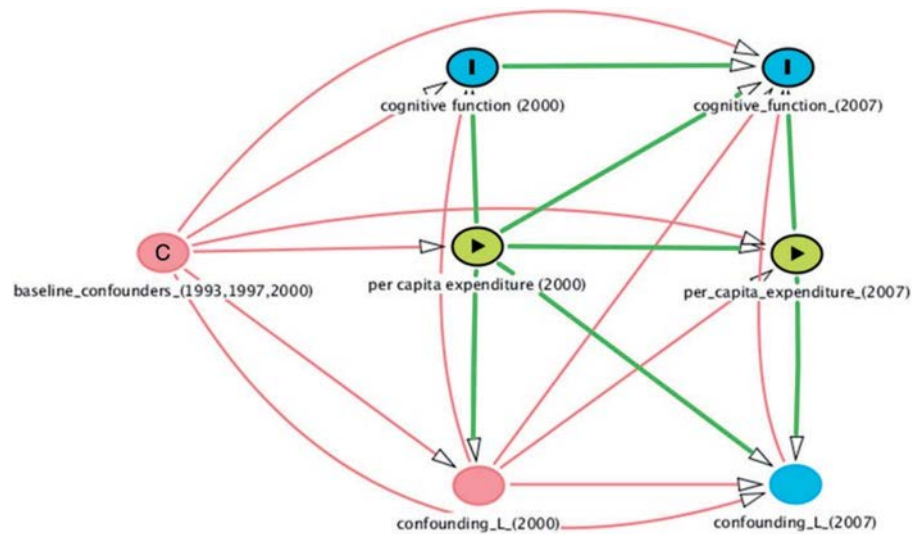 I
I
cognitive function (2000)
cognitive_function_(2007)
C
baseline_confounders_(1993,1997,2000)
per capita expenditure (2000)
per_capita_expenditure_(2007)
confounding_L_(2000)
confounding_L_(2007)